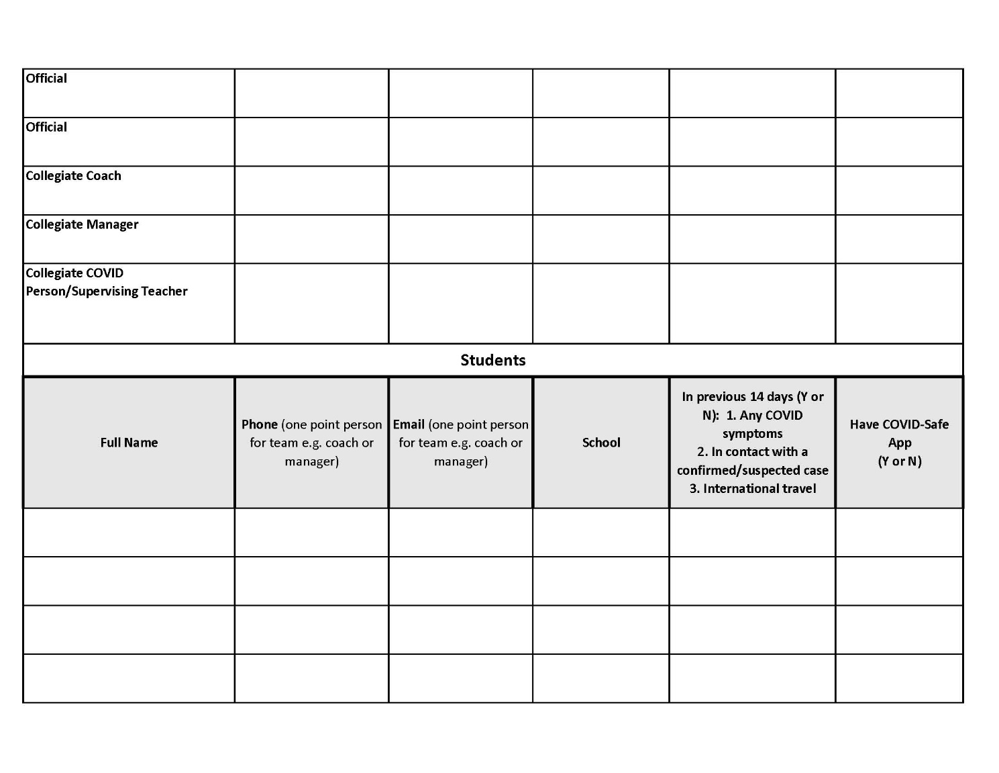 Official
Official
Collegiate Coach
Collegiate Manager
Collegiate COVID
Person/Supervising Teacher
Students
Full Name
Phone (one point person
for team e.g. coach or
manager)
Email (one point person
for team e.g. coach or
manager)
School
In previous 14 days (Y or
N):  1. Any COVID
symptoms
2. In contact with a
confirmed/suspected case
3. International travel
Have COVID-Safe
App
(Y or N)